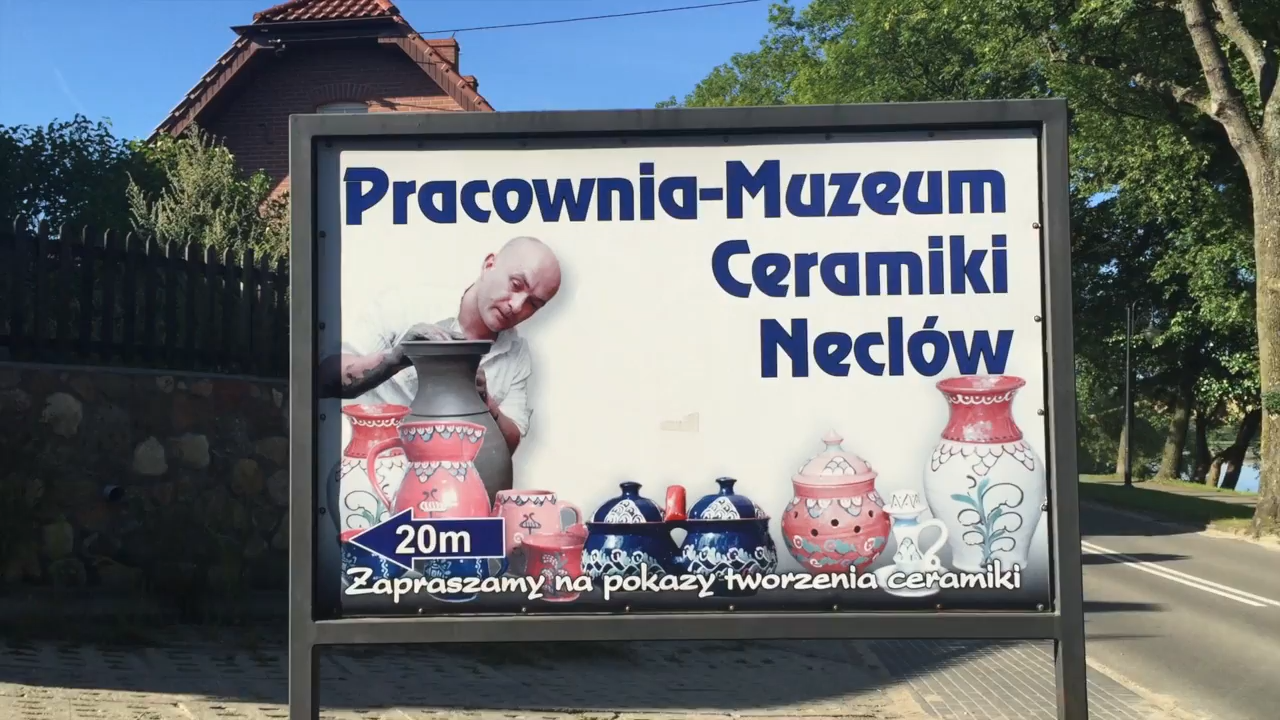 Pracownia-Muzeum
Ceramiki
Neclów
20m
Zapraszamy na pokazy tworzenia ceramiki